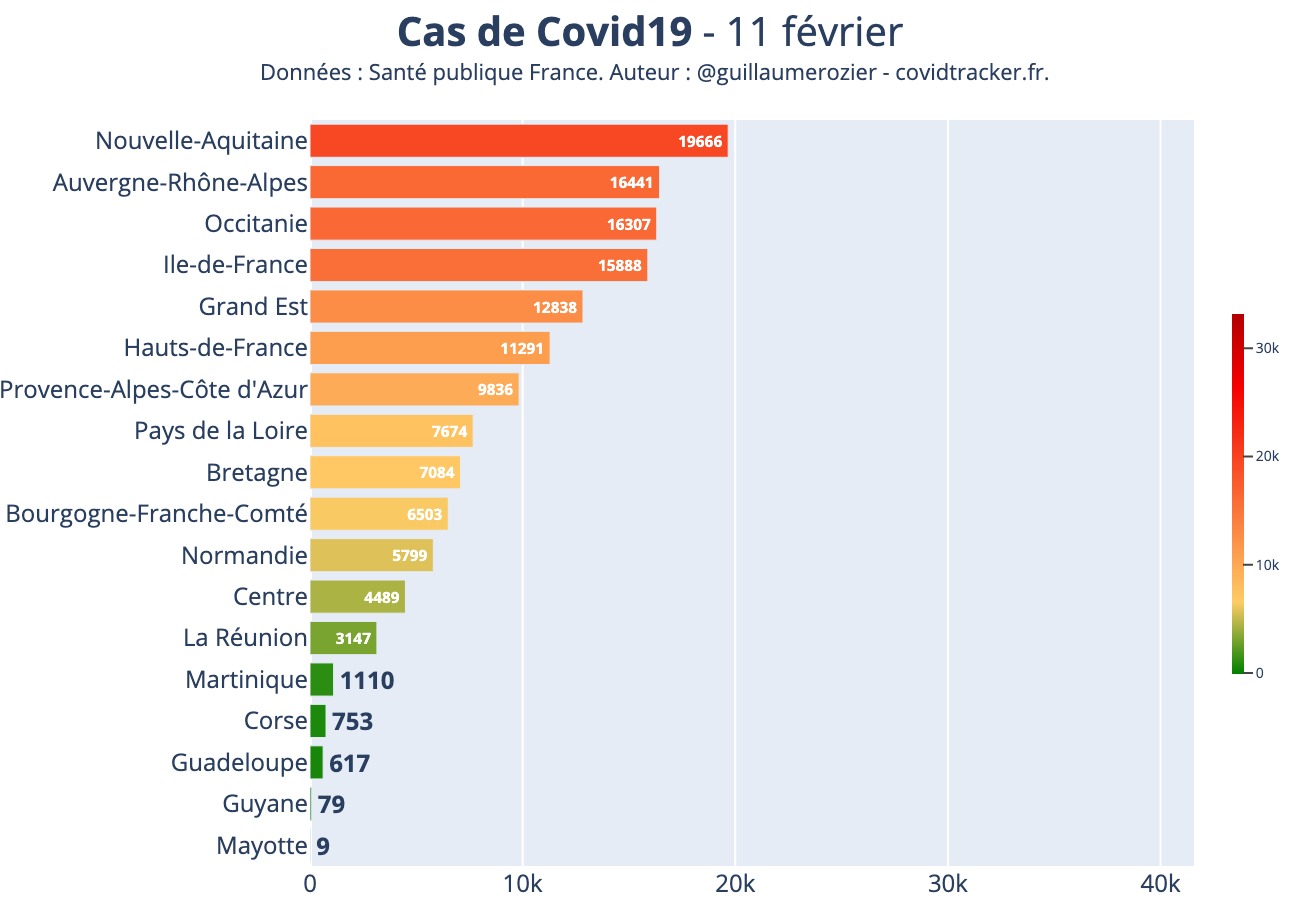 Cas de Covid19 - 11 février
Données : Santé publique France. Auteur : @guillaumerozier - covidtracker.fr.
Nouvelle-Aquitaine 19666
Auvergne-Rhône-Alpes 16441
Occitanie 16307
Ile-de-France 15888
Grand Est 12838
Hauts-de-France 11291
Provence-Alpes-Côte d'Azur 9836
Pays de la Loire 7674
Bretagne 7084
Bourgogne-Franche-Comté 6503
Normandie 5799
Centre 4489
La Réunion 3147
Martinique 1110
Corse 753
Guadeloupe 617
Guyane 79
Mayotte 9
0 10k 20k 30k 40k
30k
20k
10k
0